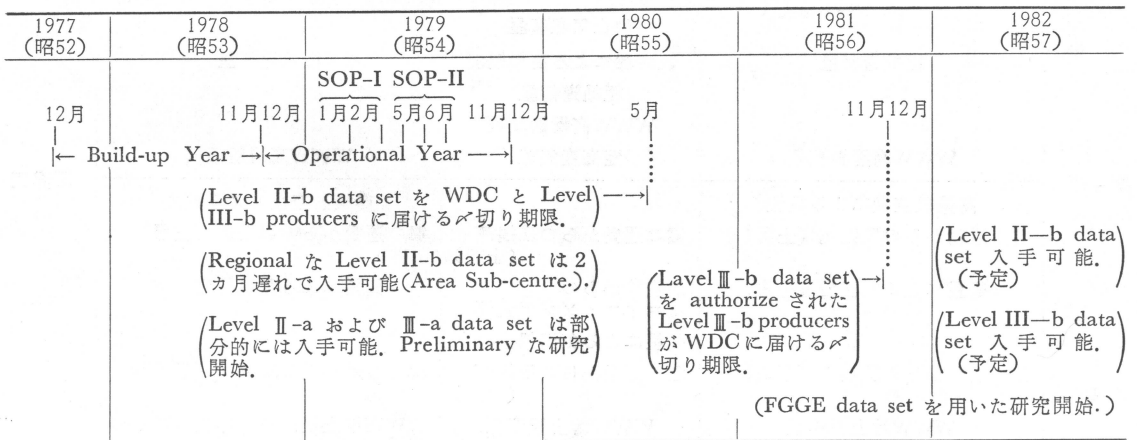 1977 1978 1979 1980 1981 1982
(昭52) (昭53) (昭54) (昭55) (昭56) (昭57)
SOP-I SOP-II
12月 11月12月 1月2月 5月6月 11月12月 5月 11月12月
|← Build-up Year →|← Operational Year —→|
(Level II-b data set を WDC と Level
III-b producers に届ける〆切り期限.)—→|
(Regional な Level II-b data set は2
ヵ月遅れで入手可能(Area Sub-centre.).)
(Level Ⅱ-a および Ⅲ-a data set は部
分的には入手可能. Preliminary な研究
開始.)
(Lavel Ⅲ-b data set
を authorize された
Level Ⅲ-b producers
が WDC に届ける〆
切り期限.)→|
(Level II—b data
set 入手可能.
(予定))
(Level III—b data
set 入手可能.
(予定))
(FGGE data set を用いた研究開始.)